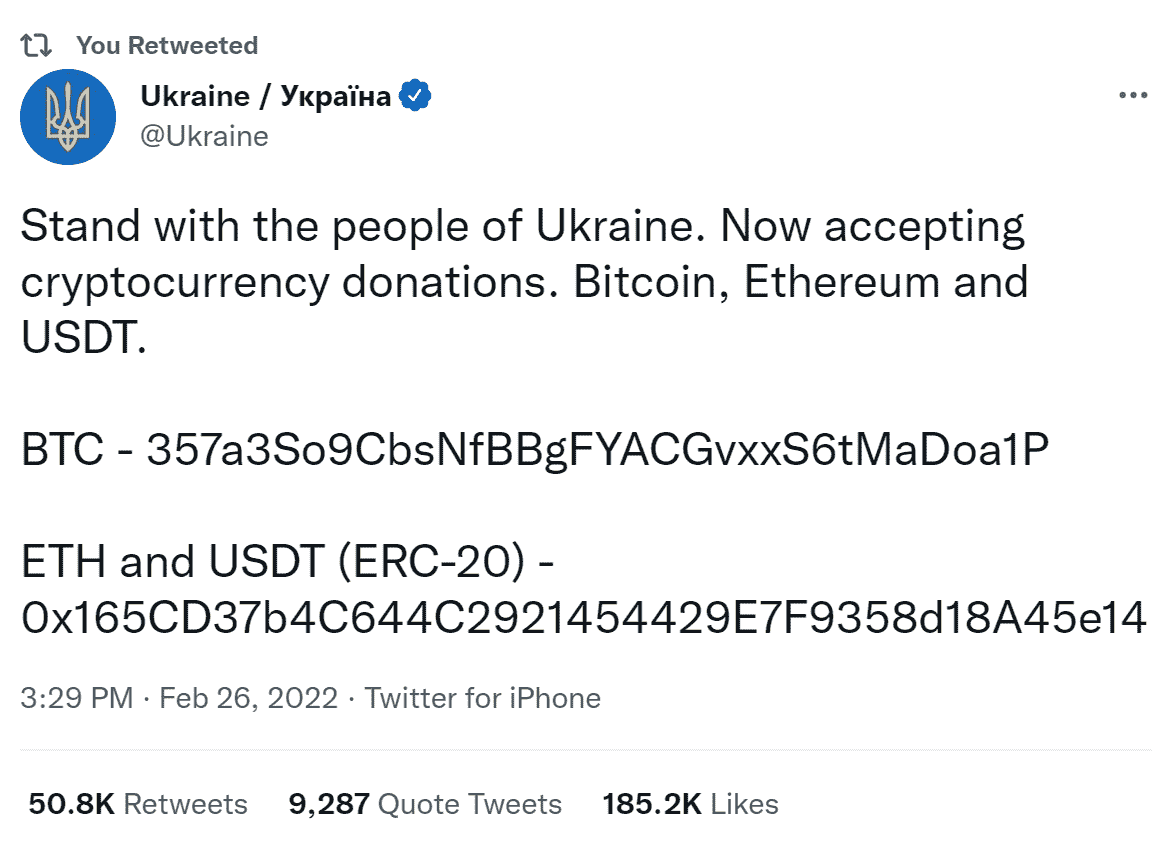 You Retweeted
Ukraine / Україна
@Ukraine
Stand with the people of Ukraine. Now accepting
cryptocurrency donations. Bitcoin, Ethereum and
USDT.
BTC - 357a3So9CbsNfBBgFYACGvxxS6tMaDoa1P
ETH and USDT (ERC-20) -
0x165CD37b4C644C2921454429E7F9358d18A45e14
3:29 PM · Feb 26, 2022 · Twitter for iPhone
50.8K Retweets 9,287 Quote Tweets 185.2K Likes